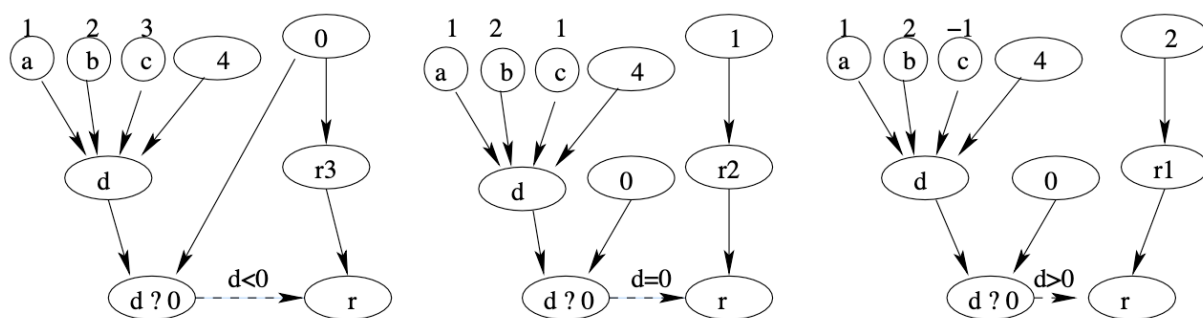 1 2 3
a b c 4 0
d r3
d ? 0 d<0 r
1 2 1
a b c 4 1
d 0 r2
d ? 0 d=0 r
1 2 −1
a b c 4 2
d 0 r1
d ? 0 d>0 r